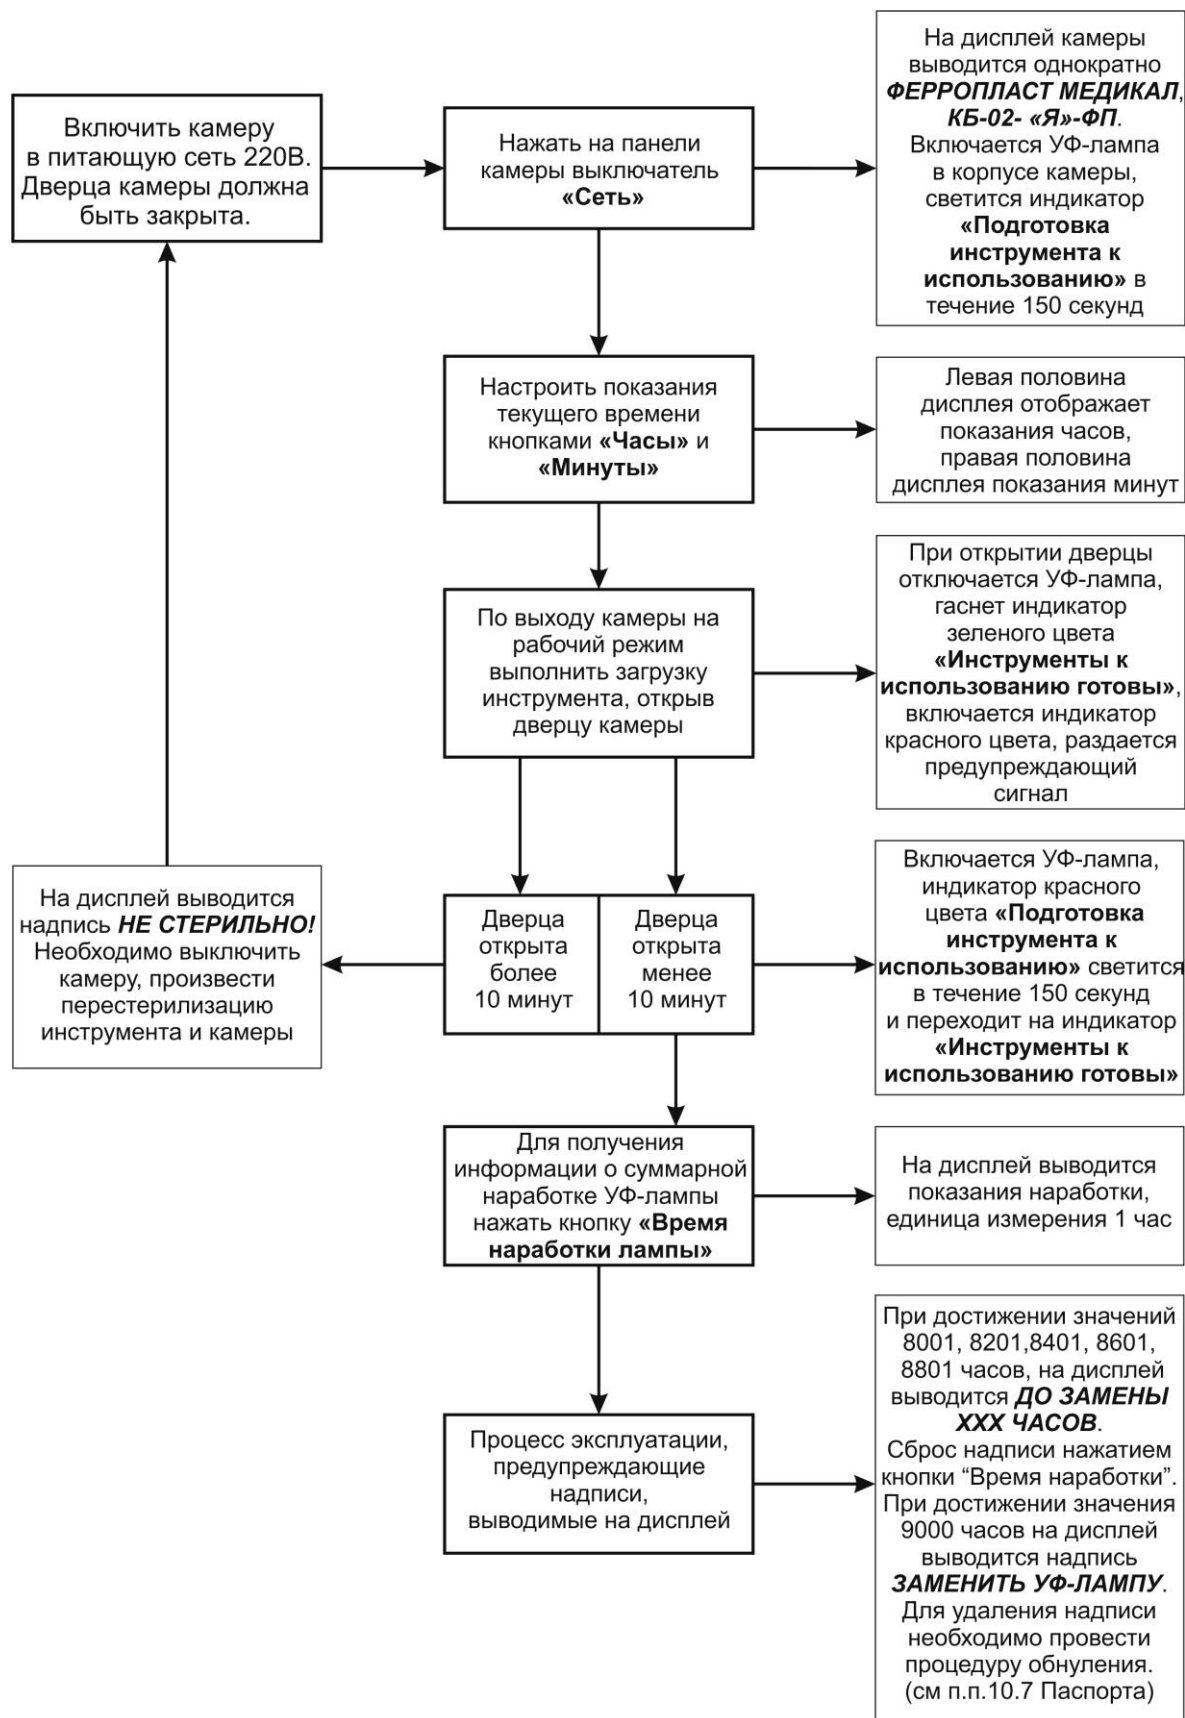 Включить камеру
в питающую сеть 220В.
Дверца камеры должна
быть закрыта.
Нажать на панели
камеры выключатель
«Сеть»
На дисплей камеры
выводится однократно
ФЕРРОПЛАСТ МЕДИКАЛ,
КБ-02- «Я»-ФП.
Включается УФ-лампа
в корпусе камеры,
светится индикатор
«Подготовка
инструмента к
использованию» в
течение 150 секунд
Настроить показания
текущего времени
кнопками «Часы» и
«Минуты»
Левая половина
дисплея отображает
показания часов,
правая половина
дисплея показания минут
По выходу камеры на
рабочий режим
выполнить загрузку
инструмента, открыв
дверцу камеры
При открытии дверцы
отключается УФ-лампа,
гаснет индикатор
зеленого цвета
«Инструменты к
использованию готовы»,
включается индикатор
красного цвета, раздается
предупреждающий
сигнал
На дисплей выводится
надпись НЕ СТЕРИЛЬНО!
Необходимо выключить
камеру, произвести
перестерилизацию
инструмента и камеры
Дверца
открыта
более
10 минут
Дверца
открыта
менее
10 минут
Включается УФ-лампа,
индикатор красного
цвета «Подготовка
инструмента к
использованию» светится
в течение 150 секунд
и переходит на индикатор
«Инструменты к
использованию готовы»
Для получения
информации о суммарной
наработке УФ-лампы
нажать кнопку «Время
наработки лампы»
На дисплей выводится
показания наработки,
единица измерения 1 час
Процесс эксплуатации,
предупреждающие
надписи,
выводимые на дисплей
При достижении значений
8001, 8201,8401, 8601,
8801 часов, на дисплей
выводится ДО ЗАМЕНЫ
ХХХ ЧАСОВ.
Сброс надписи нажатием
кнопки “Время наработки”.
При достижении значения
9000 часов на дисплей
выводится надпись
ЗАМЕНИТЬ УФ-ЛАМПУ.
Для удаления надписи
необходимо провести
процедуру обнуления.
(см п.п.10.7 Паспорта)